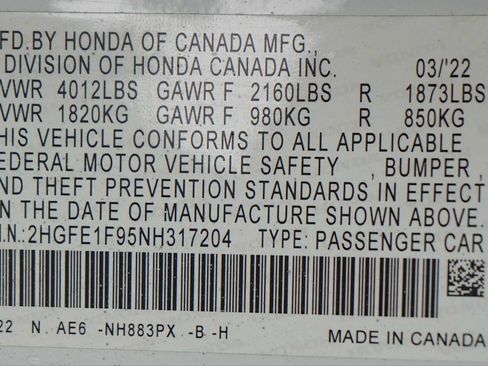 MFD.BY HONDA OF CANADA MFG.,
DIVISION OF HONDA CANADA INC. 03/'22
VWR 4012LBS GAWR F 2160LBS R 1873LBS
VWR 1820KG GAWR F 980KG R 850KG
HIS VEHICLE CONFORMS TO ALL APPLICABLE
EDERAL MOTOR VEHICLE SAFETY , BUMPER ,
ND THEFT PREVENTION STANDARDS IN EFFECT
N THE DATE OF MANUFACTURE SHOWN ABOVE.
I.N.:2HGFE1F95NH317204 TYPE: PASSENGER CAR
22 N AE6 -NH883PX -B -H MADE IN CANADA